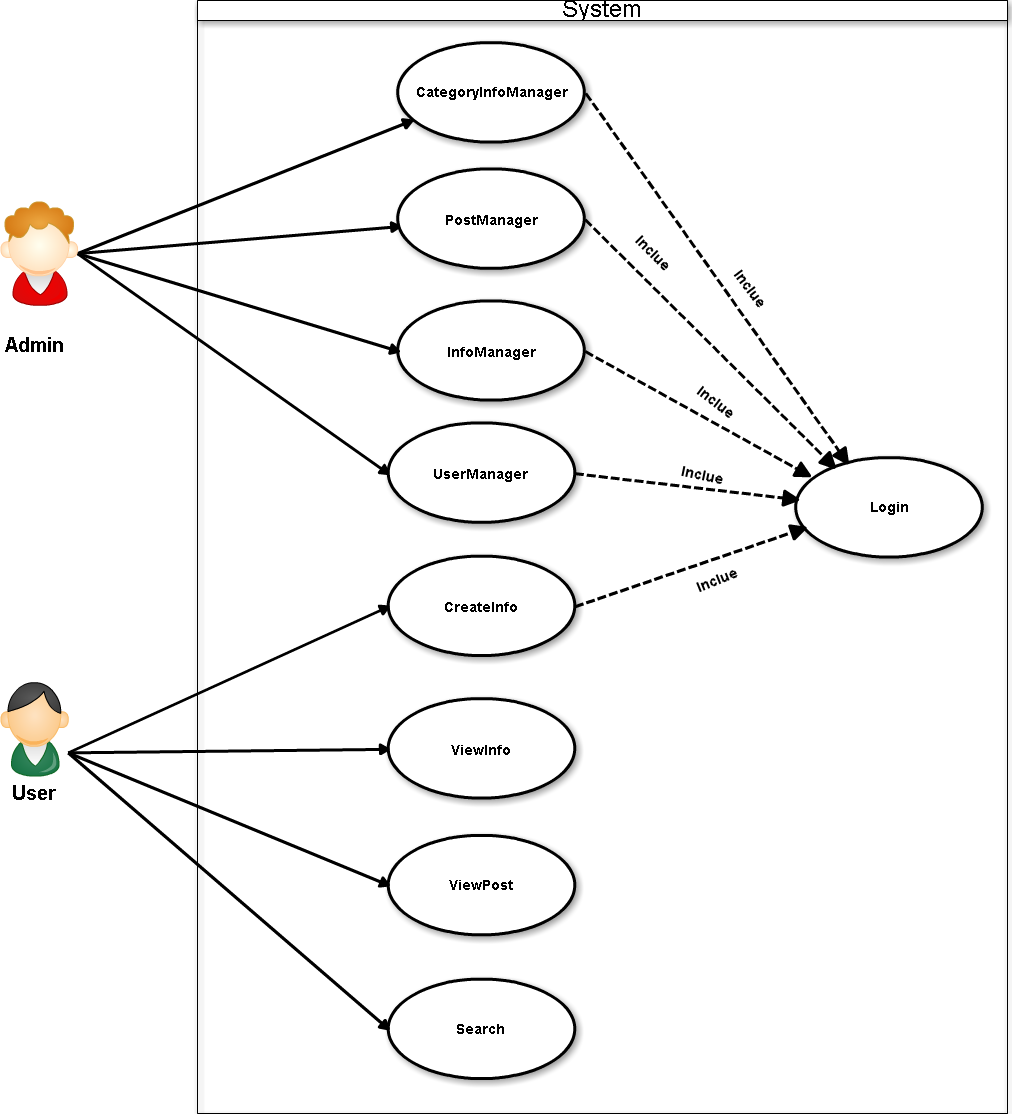 System
CategoryInfoManager
PostManager
Inclue
Inclue
Admin
InfoManager
Inclue
UserManager
Inclue
Login
CreateInfo
Inclue
ViewInfo
User
ViewPost
Search